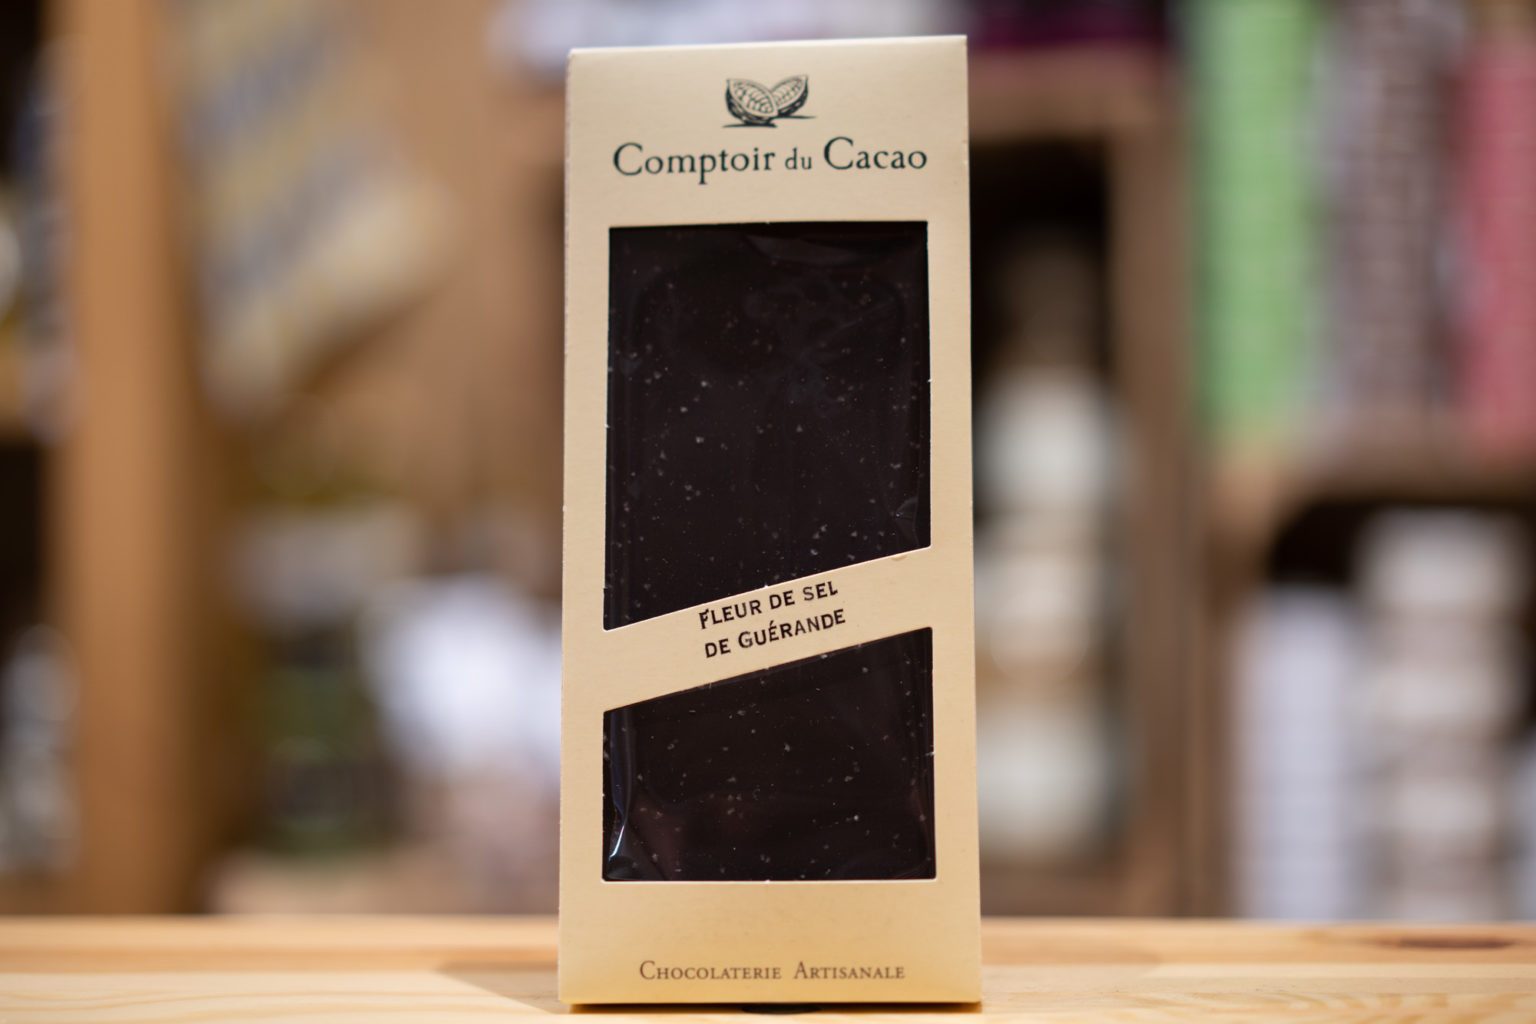 Comptoir du Cacao
Fleur de sel
de Guérande
Chocolaterie Artisanale